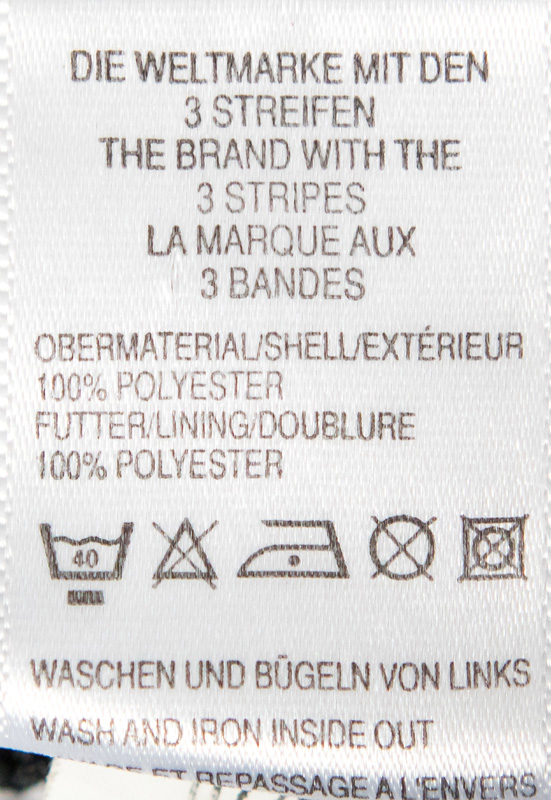 DIE WELTMARKE MIT DEN
3 STREIFEN
THE BRAND WITH THE
3 STRIPES
LA MARQUE AUX
3 BANDES
OBERMATERIAL/SHELL/EXTÉRIEUR
100% POLYESTER
FUTTER/LINING/DOUBLURE
100% POLYESTER
40
WASCHEN UND BÜGELN VON LINKS
WASH AND IRON INSIDE OUT
ET REPASSAGE A L'ENVERS